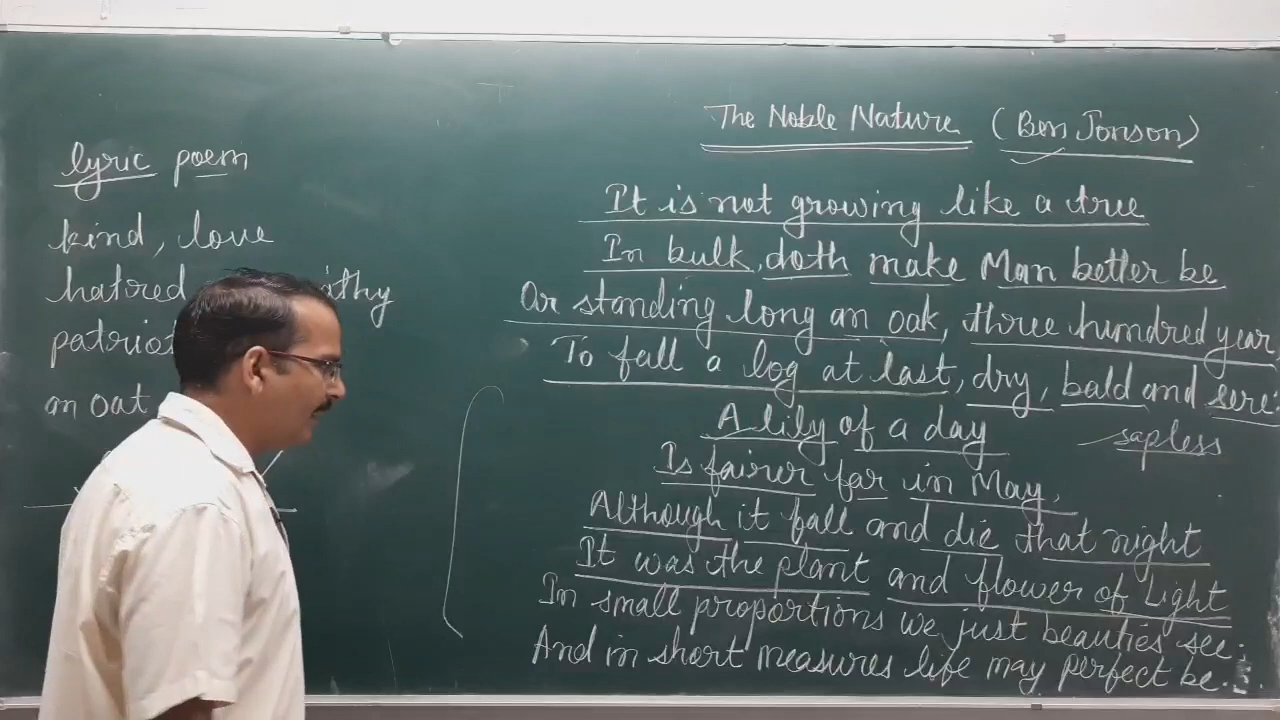 lyric poem
kind, love
hatred athy
patrio
an oat
The Noble Nature (Ben Jonson)
It is not growing like a tree
In bulk, doth make Man better be
Or standing long an oak, three hundred year
To fall a log at last, dry, bald and sere
sapless
A lily of a day
Is fairer far in May,
Although it fall and die that night
It was the plant and flower of Light
In small proportions we just beauties see.
And in short measures life may perfect be.